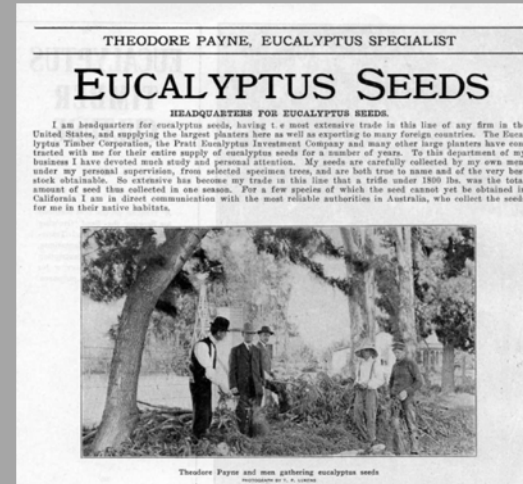 THEODORE PAYNE, EUCALYPTUS SPECIALIST
EUCALYPTUS SEEDS
HEADQUARTERS FOR EUCALYPTUS SEEDS.
I am headquarters for eucalyptus seeds, having t.e most extensive trade in this line of any firm in the
United States, and supplying the largest planters here as well as exporting to many foreign countries. The Euca
lyptus Timber Corporation, the Pratt Eucalyptus Investment Company and many other large planters have con
tracted with me for their entire supply of eucalyptus seeds for a number of years. To this department of my
business I have devoted much study and personal attention. My seeds are carefully collected by my own men
under my personal supervision, from selected specimen trees, and are both true to name and of the very best
stock obtainable. So extensive has become my trade in this line that a trifle under 1800 lbs. was the total
amount of seed thus collected in one season. For a few species of which the seed cannot yet be obtained in
California I am in direct communication with the most reliable authorities in Australia, who collect the seed
for me in their native habitats.
Theodore Payne and men gathering eucalyptus seeds
PHOTOGRAPH BY T. P. LUKENS